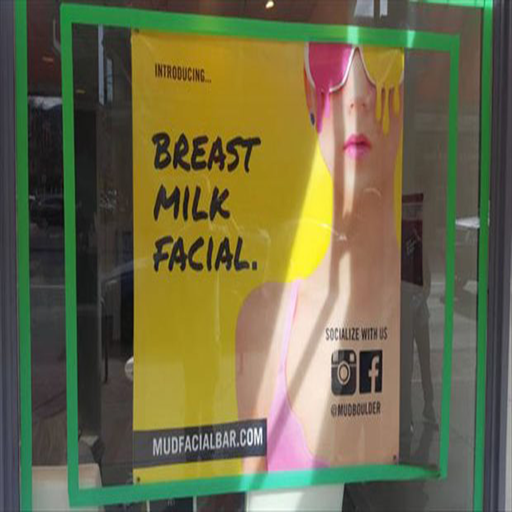 INTRODUCING...
BREAST
MILK
FACIAL.
SOCIALIZE WITH US
@MUDBOULDER
MUDFACIALBAR.COM